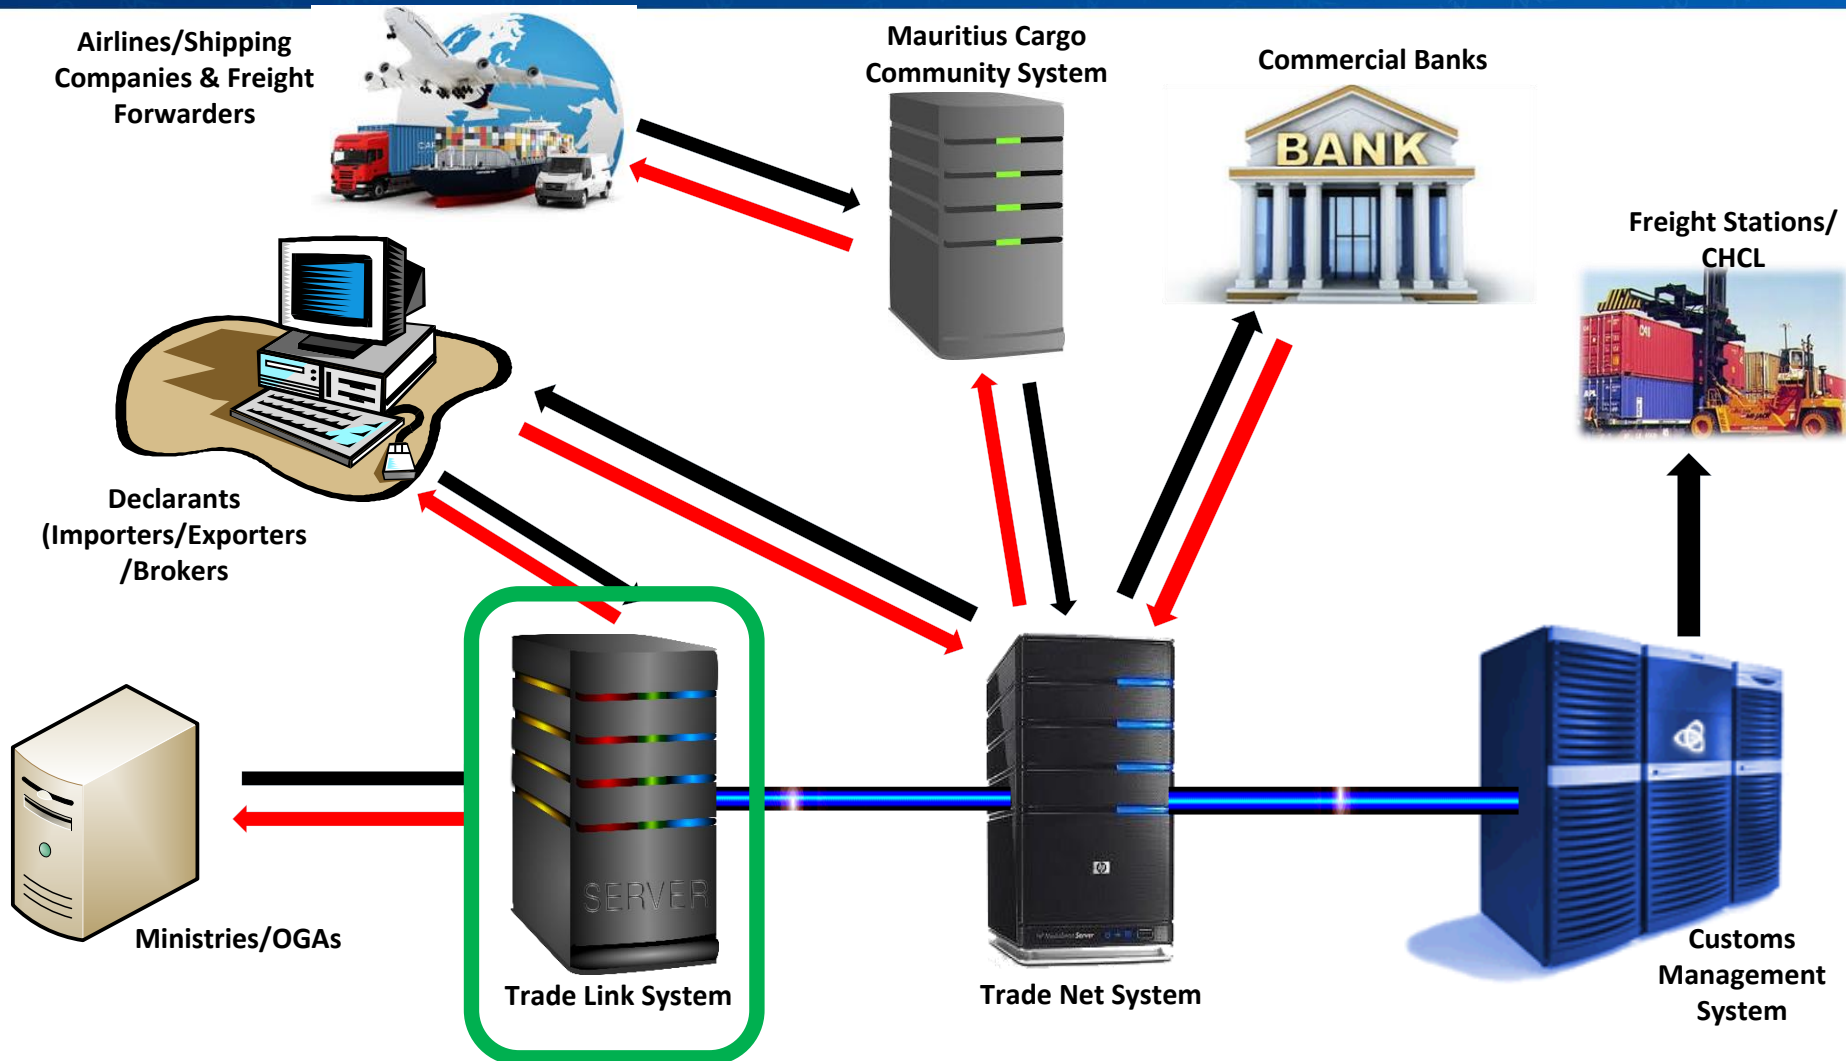 Airlines/Shipping
Companies & Freight
Forwarders
Mauritius Cargo
Community System
Commercial Banks
BANK
Freight Stations/
CHCL
Declarants
(Importers/Exporters
/Brokers
Ministries/OGAs
SERVER
Trade Link System
hp
Trade Net System
Customs
Management
System